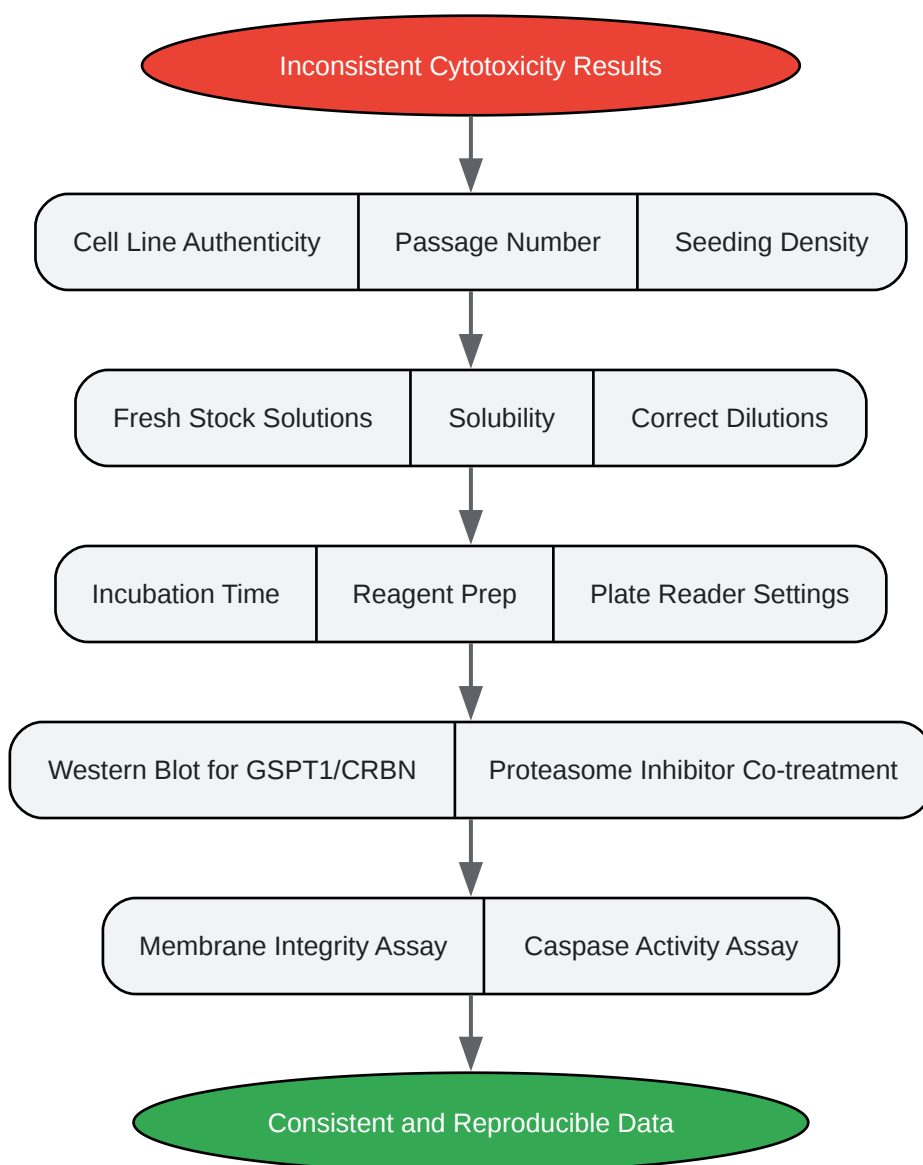 Inconsistent Cytotoxicity Results
Cell Line Authenticity Passage Number Seeding Density
Fresh Stock Solutions Solubility Correct Dilutions
Incubation Time Reagent Prep Plate Reader Settings
Western Blot for GSPT1/CRBN Proteasome Inhibitor Co-treatment
Membrane Integrity Assay Caspase Activity Assay
Consistent and Reproducible Data